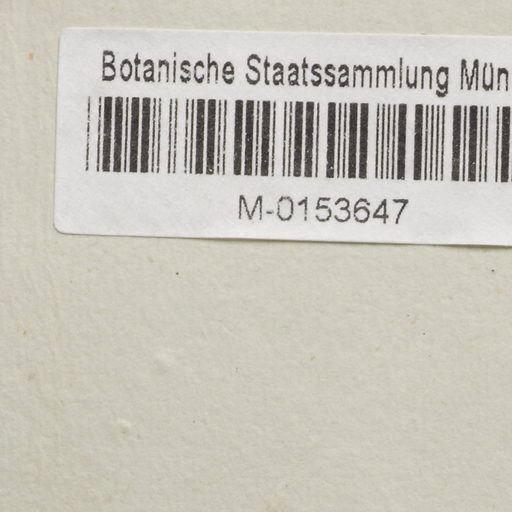 Botanische Staatssammlung Mün
M-0153647